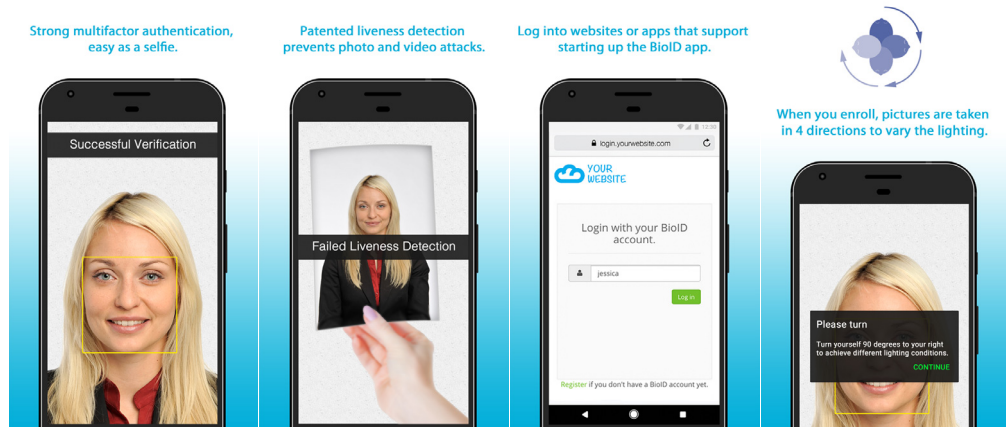 Strong multifactor authentication,
easy as a selfie.
Successful Verification
Patented liveness detection
prevents photo and video attacks.
Failed Liveness Detection
Log into websites or apps that support
starting up the BioID app.
12:30
login.yourwebsite.com
YOUR
WEBSITE
Login with your BioID
account.
jessica
Log in
Register if you don't have a BioID account yet.
When you enroll, pictures are taken
in 4 directions to vary the lighting.
Please turn
Turn yourself 90 degrees to your right
to achieve different lighting conditions.
CONTINUE